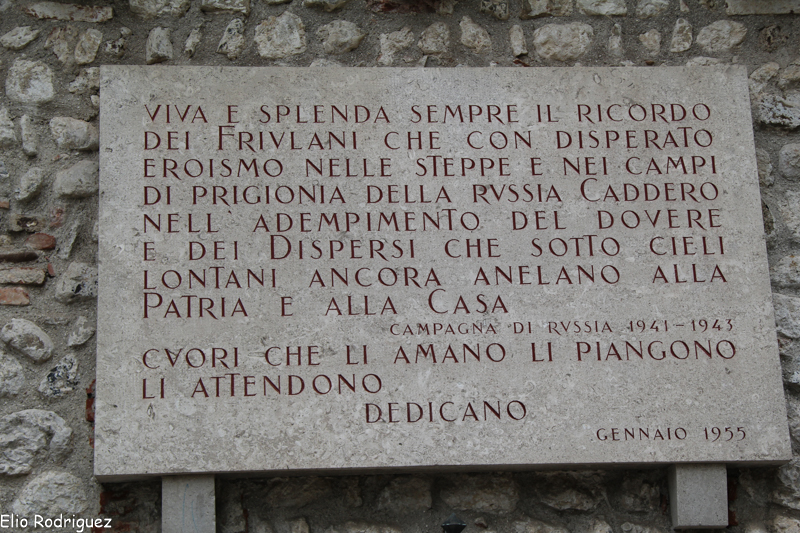 VIVA E SPLENDA SEMPRE IL RICORDO
DEI FRIVLANI CHE CON DISPERATO
EROISMO NELLE STEPPE E NEI CAMPI
DI PRIGIONIA DELLA RVSSIA CADDERO
NELL' ADEMPIMENTO DEL DOVERE
E DEI DISPERSI CHE SOTTO CIELI
LONTANI ANCORA ANELANO ALLA
PATRIA E ALLA CASA
CAMPAGNA DI RVSSIA 1941-1943
CVORI CHE LI AMANO LI PIANGONO
LI ATTENDONO
DEDICANO
GENNAIO 1955
Elio Rodriguez